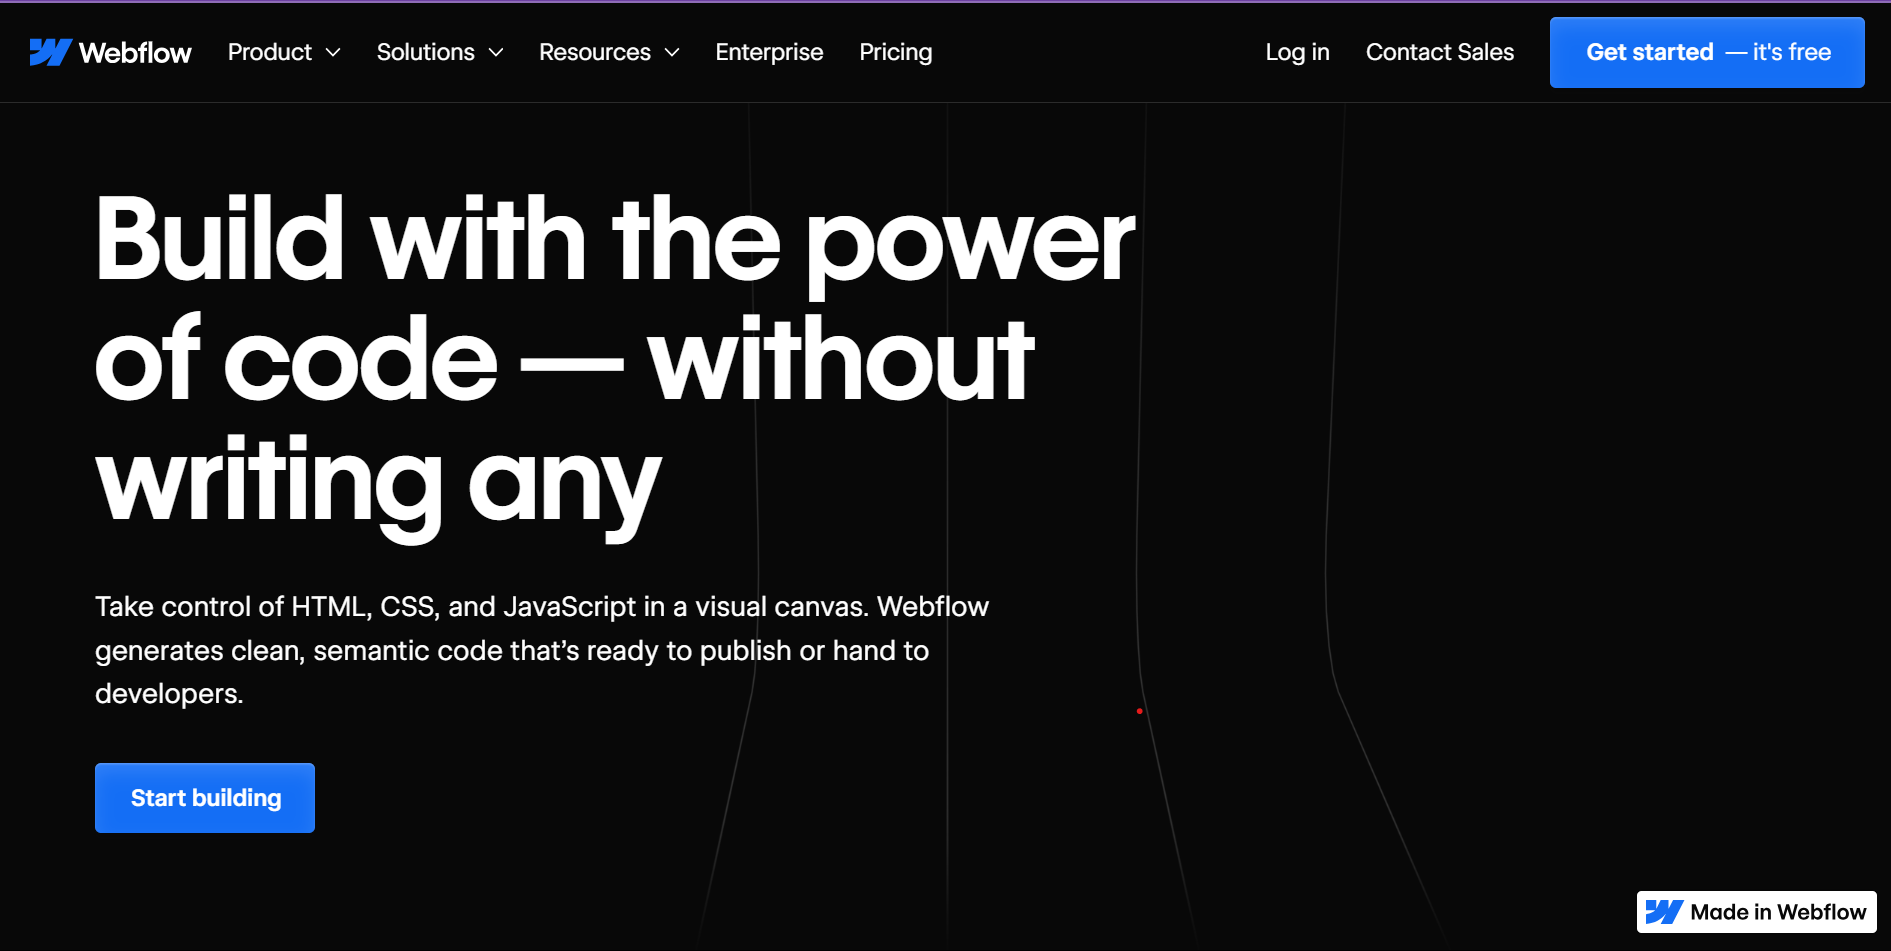 Webflow Product Solutions Resources Enterprise Pricing Log in Contact Sales Get started — it's free
Build with the power
of code — without
writing any
Take control of HTML, CSS, and JavaScript in a visual canvas. Webflow
generates clean, semantic code that’s ready to publish or hand to
developers.
Start building
Made in Webflow